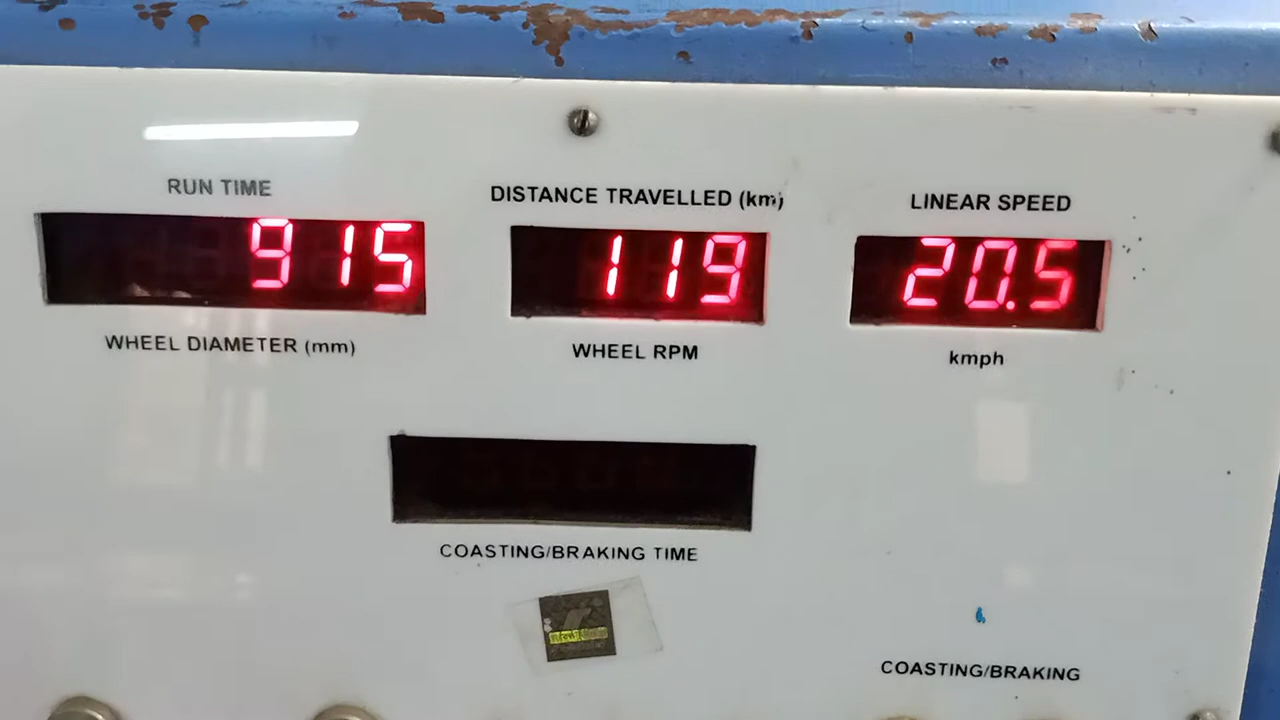 RUN TIME
DISTANCE TRAVELLED (km)
LINEAR SPEED
915
119
20.5
WHEEL DIAMETER (mm)
WHEEL RPM
kmph
COASTING/BRAKING TIME
COASTING/BRAKING